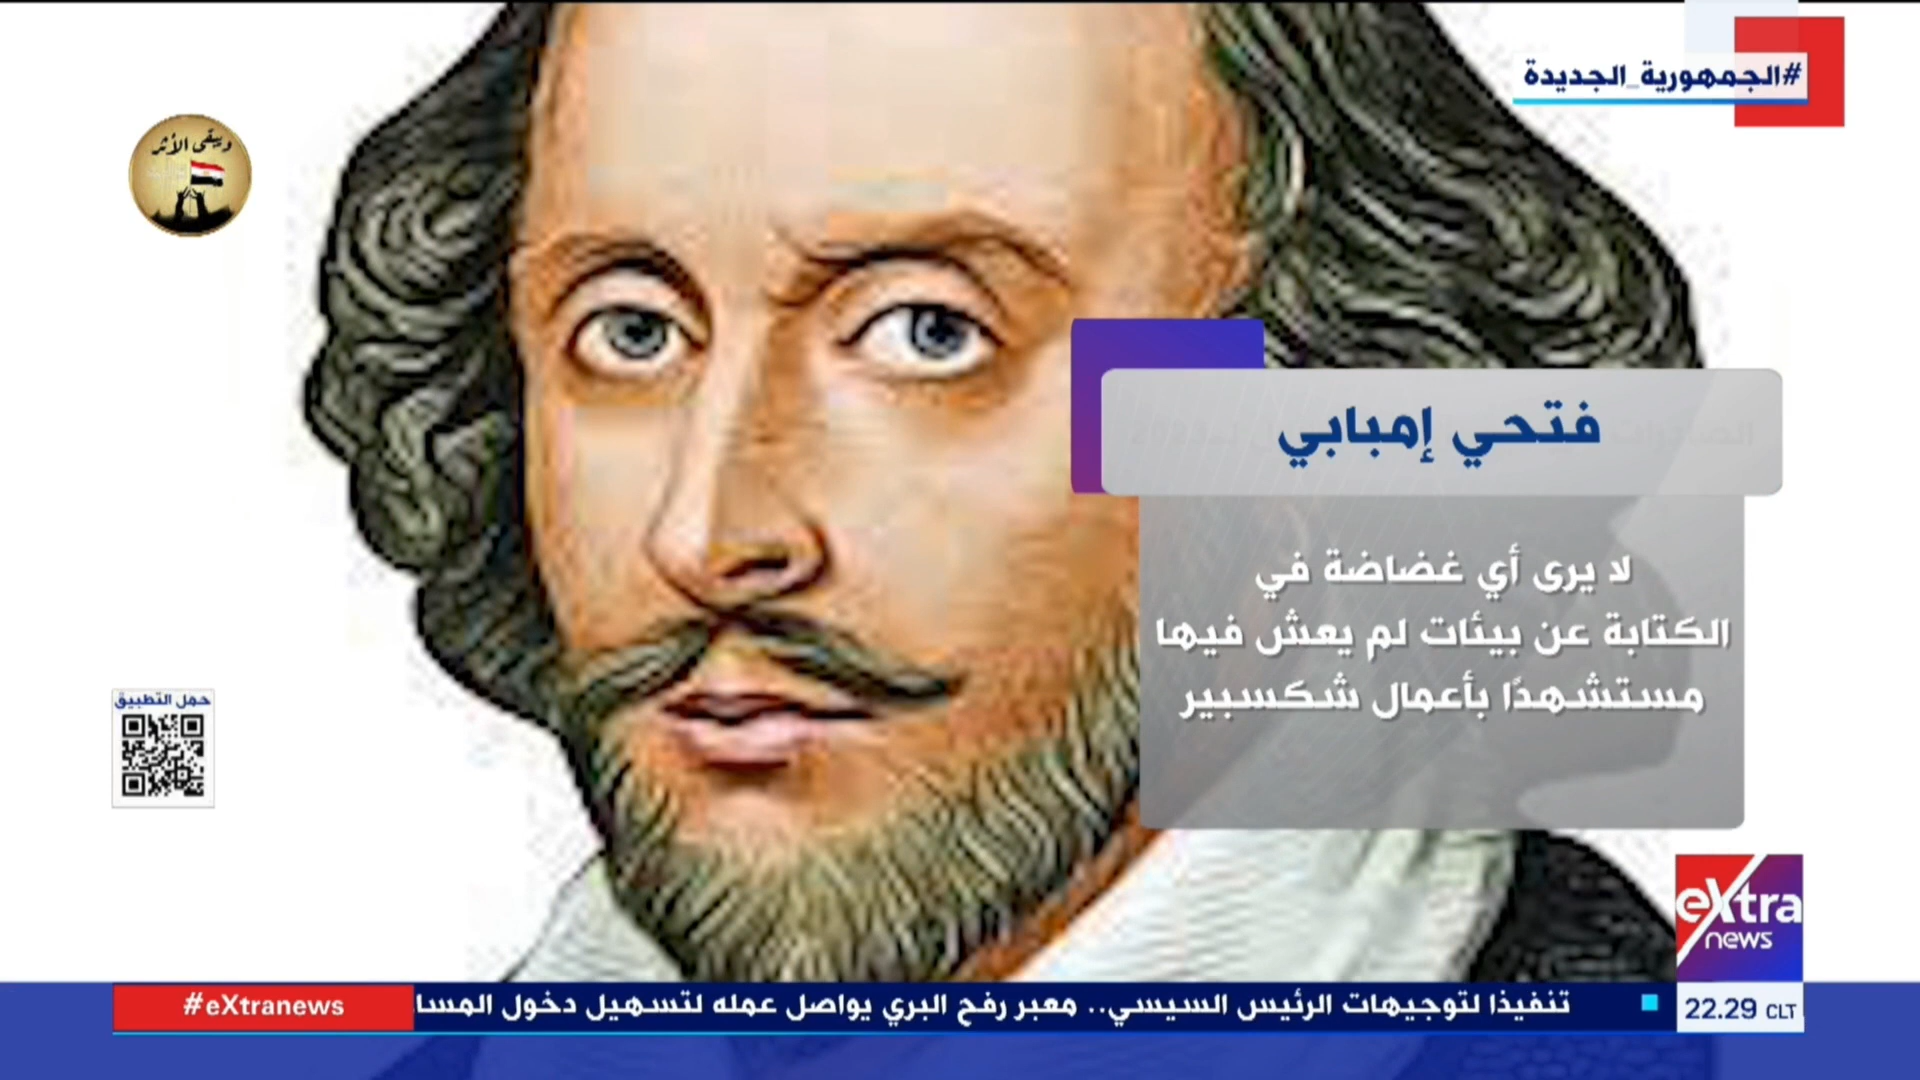 #الجمهورية_الجديدة
ويبقى الأثر
فتحي إمبابي
لا يرى أي غضاضة في
الكتابة عن بيئات لم يعش فيها
مستشهدًا بأعمال شكسبير
حمل التطبيق
eXtra
news
#eXtranews
تنفيذا لتوجيهات الرئيس السيسي.. معبر رفح البري يواصل عمله لتسهيل دخول المسا
22.29 CLT